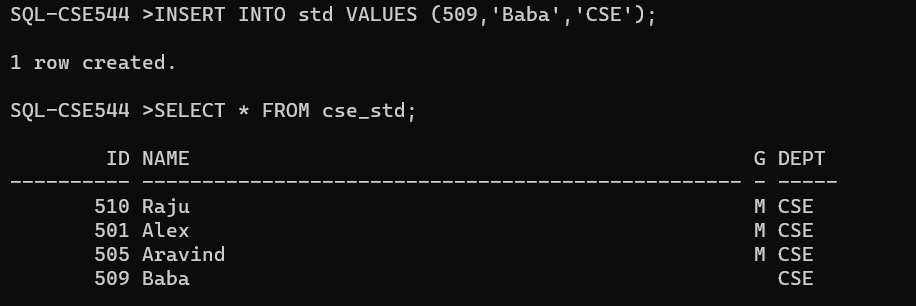 SQL-CSE544 >INSERT INTO std VALUES (509,'Baba','CSE');
1 row created.
SQL-CSE544 >SELECT * FROM cse_std;
        ID NAME                                               G DEPT
---------- -------------------------------------------------- - -----
       510 Raju                                               M CSE
       501 Alex                                               M CSE
       505 Aravind                                            M CSE
       509 Baba                                                 CSE